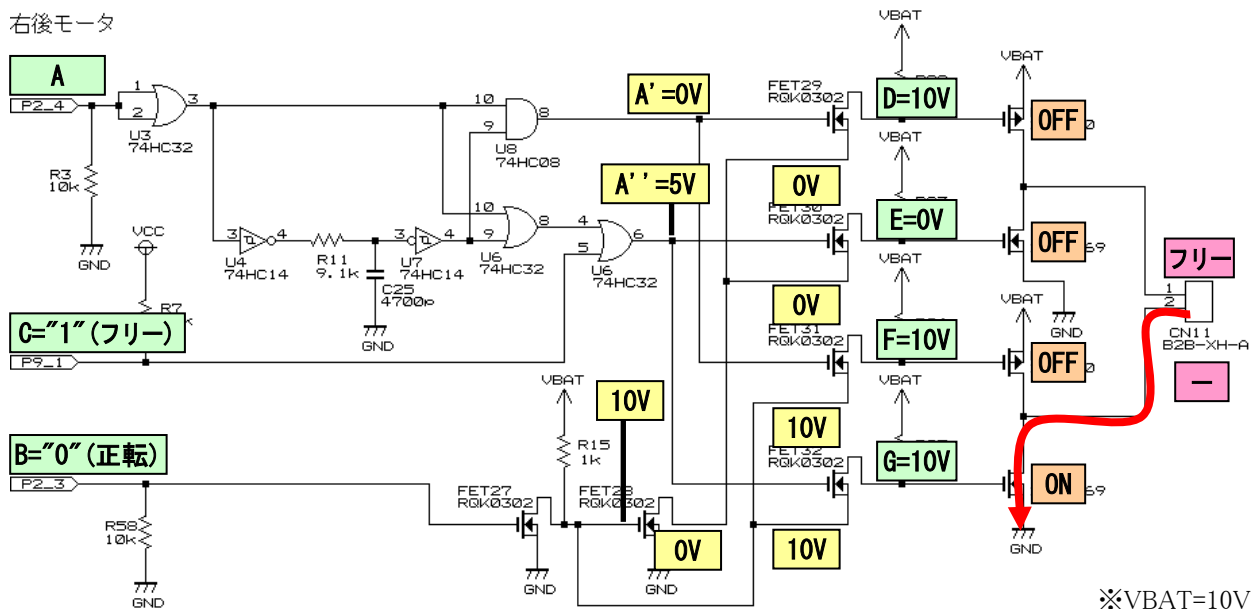 右後モータ
A
P2_4
1
2
3
U3
74HC32
R3
10k
GND
10
9
8
U8
74HC08
A'=0V
A''=5V
3
4
U4
74HC14
R11
9.1k
C25
4700p
GND
3
4
U7
74HC14
10
9
8
U6
74HC32
4
5
6
U6
74HC32
VCC
R7
C="1"(フリー)
P9_1
B="0"(正転)
P2_3
R58
10k
GND
VBAT
R15
1k
10V
FET27
RQK0302
GND
FET28
RQK0302
0V
GND
VBAT
FET29
RQK0302
D=10V
0V
VBAT
FET30
RQK0302
E=0V
0V
VBAT
FET31
RQK0302
F=10V
10V
VBAT
FET32
RQK0302
G=10V
10V
VBAT
OFF
OFF
69
GND
VBAT
OFF
ON
69
GND
フリー
1
2
CN11
B2B-XH-A
ー
※VBAT=10V